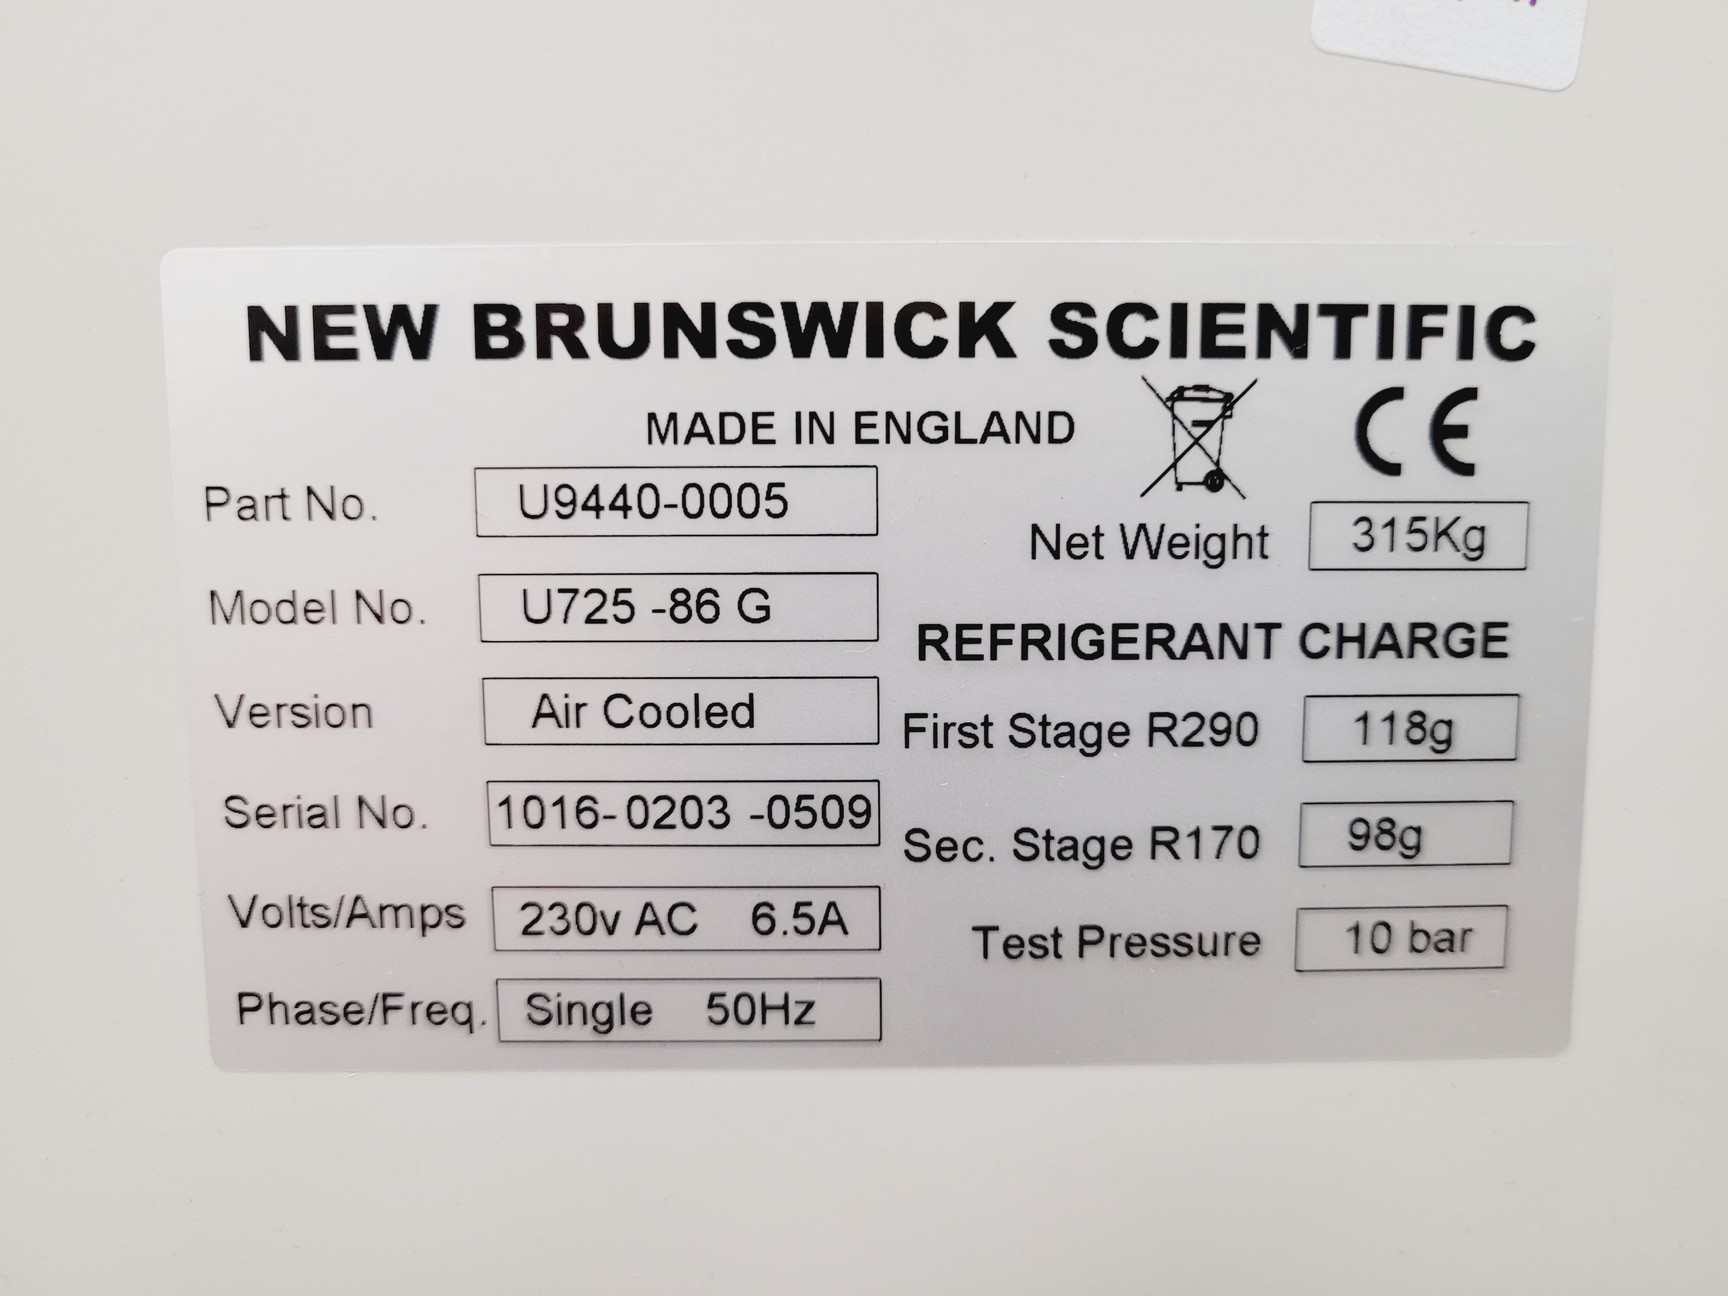 NEW BRUNSWICK SCIENTIFIC
MADE IN ENGLAND
CE
Part No. U9440-0005
Net Weight 315Kg
Model No. U725 -86 G
REFRIGERANT CHARGE
Version Air Cooled
First Stage R290 118g
Serial No. 1016-0203 -0509
Sec. Stage R170 98g
Volts/Amps 230v AC 6.5A
Test Pressure 10 bar
Phase/Freq. Single 50Hz